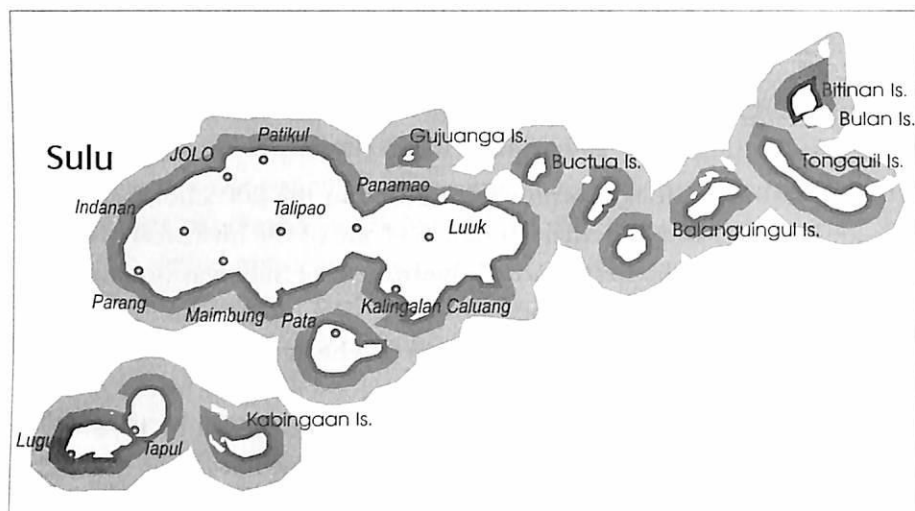 Sulu
JOLO
Patikul
Gujuanga Is.
Bitinan Is.
Bulan Is.
Buctua Is.
Tongquil Is.
Panamao
Indanan
Talipao
Luuk
Balanguingul Is.
Parang
Maimbung
Pata
Kalingalan Caluang
Kabingaan Is.
Lugu
Tapul